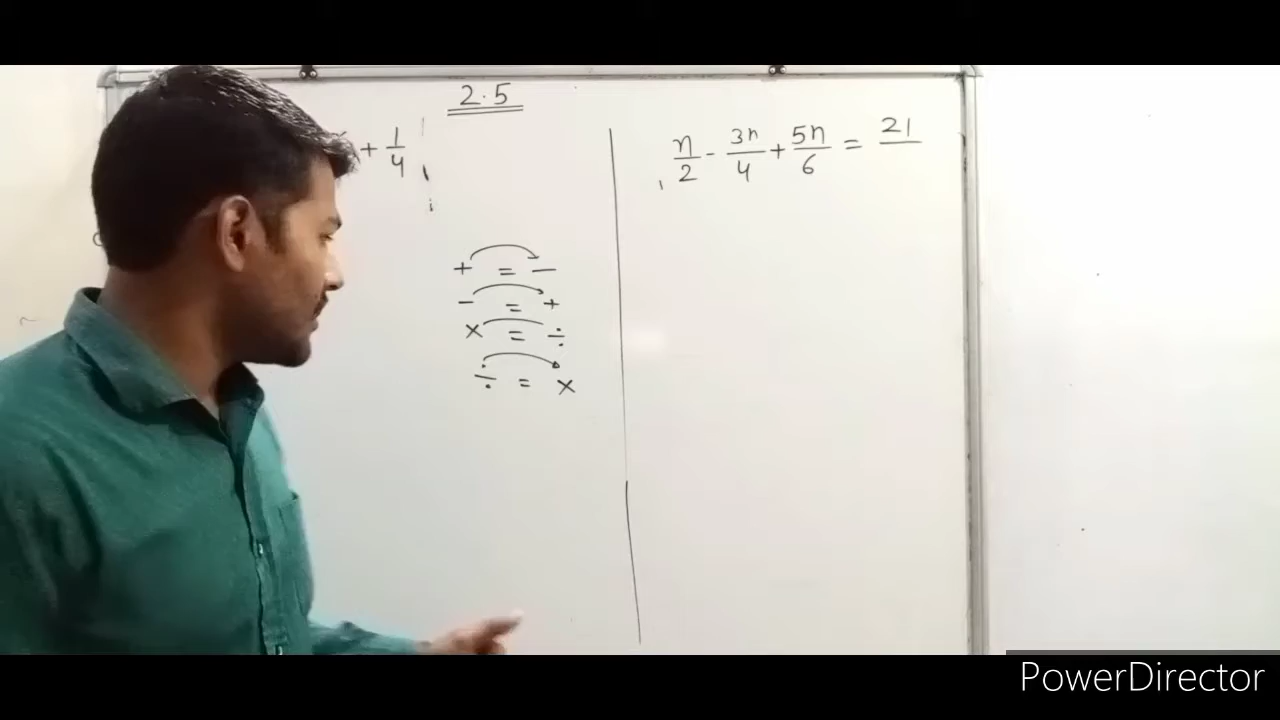 2.5
+ 1/4
n/2 - 3n/4 + 5n/6 = 21
+ = -
- = +
× = ÷
÷ = ×
PowerDirector